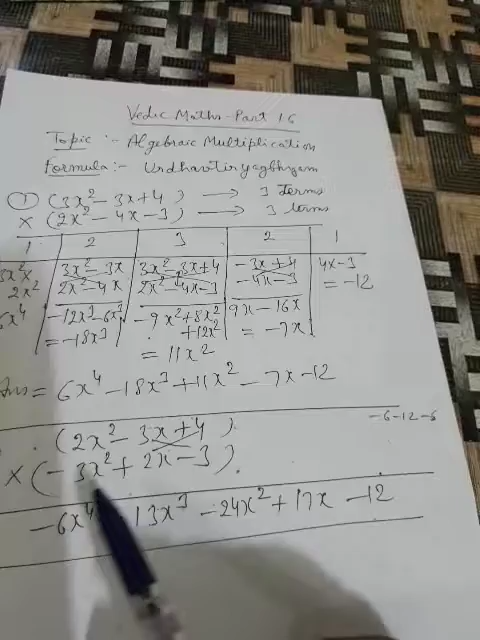 Vedic Maths-Part 16
Topic :- Algebraic Multiplication
Formula:- Urdhavtiryagbhyam
① (3x² - 3x+4) → 3 Terms
× (2x² - 4x - 3) → 3 terms
1 2 3 2 1
3x²x 3x² - 3x 3x² - 3x+4 -3x+4 4x-3
2x² 2x² - 4x 2x² - 4x-3 -4x-3 = -12
6x⁴ -12x³-6x³ -9x²+8x² 9x - 16x
= -18x³ +12x² = -7x
= 11x²
Ans = 6x⁴ - 18x³ + 11x² - 7x - 12
-6-12-6
(2x² - 3x + 4)
× (-3x² + 2x - 3)
-6x⁴ 13x³ - 24x² + 17x - 12